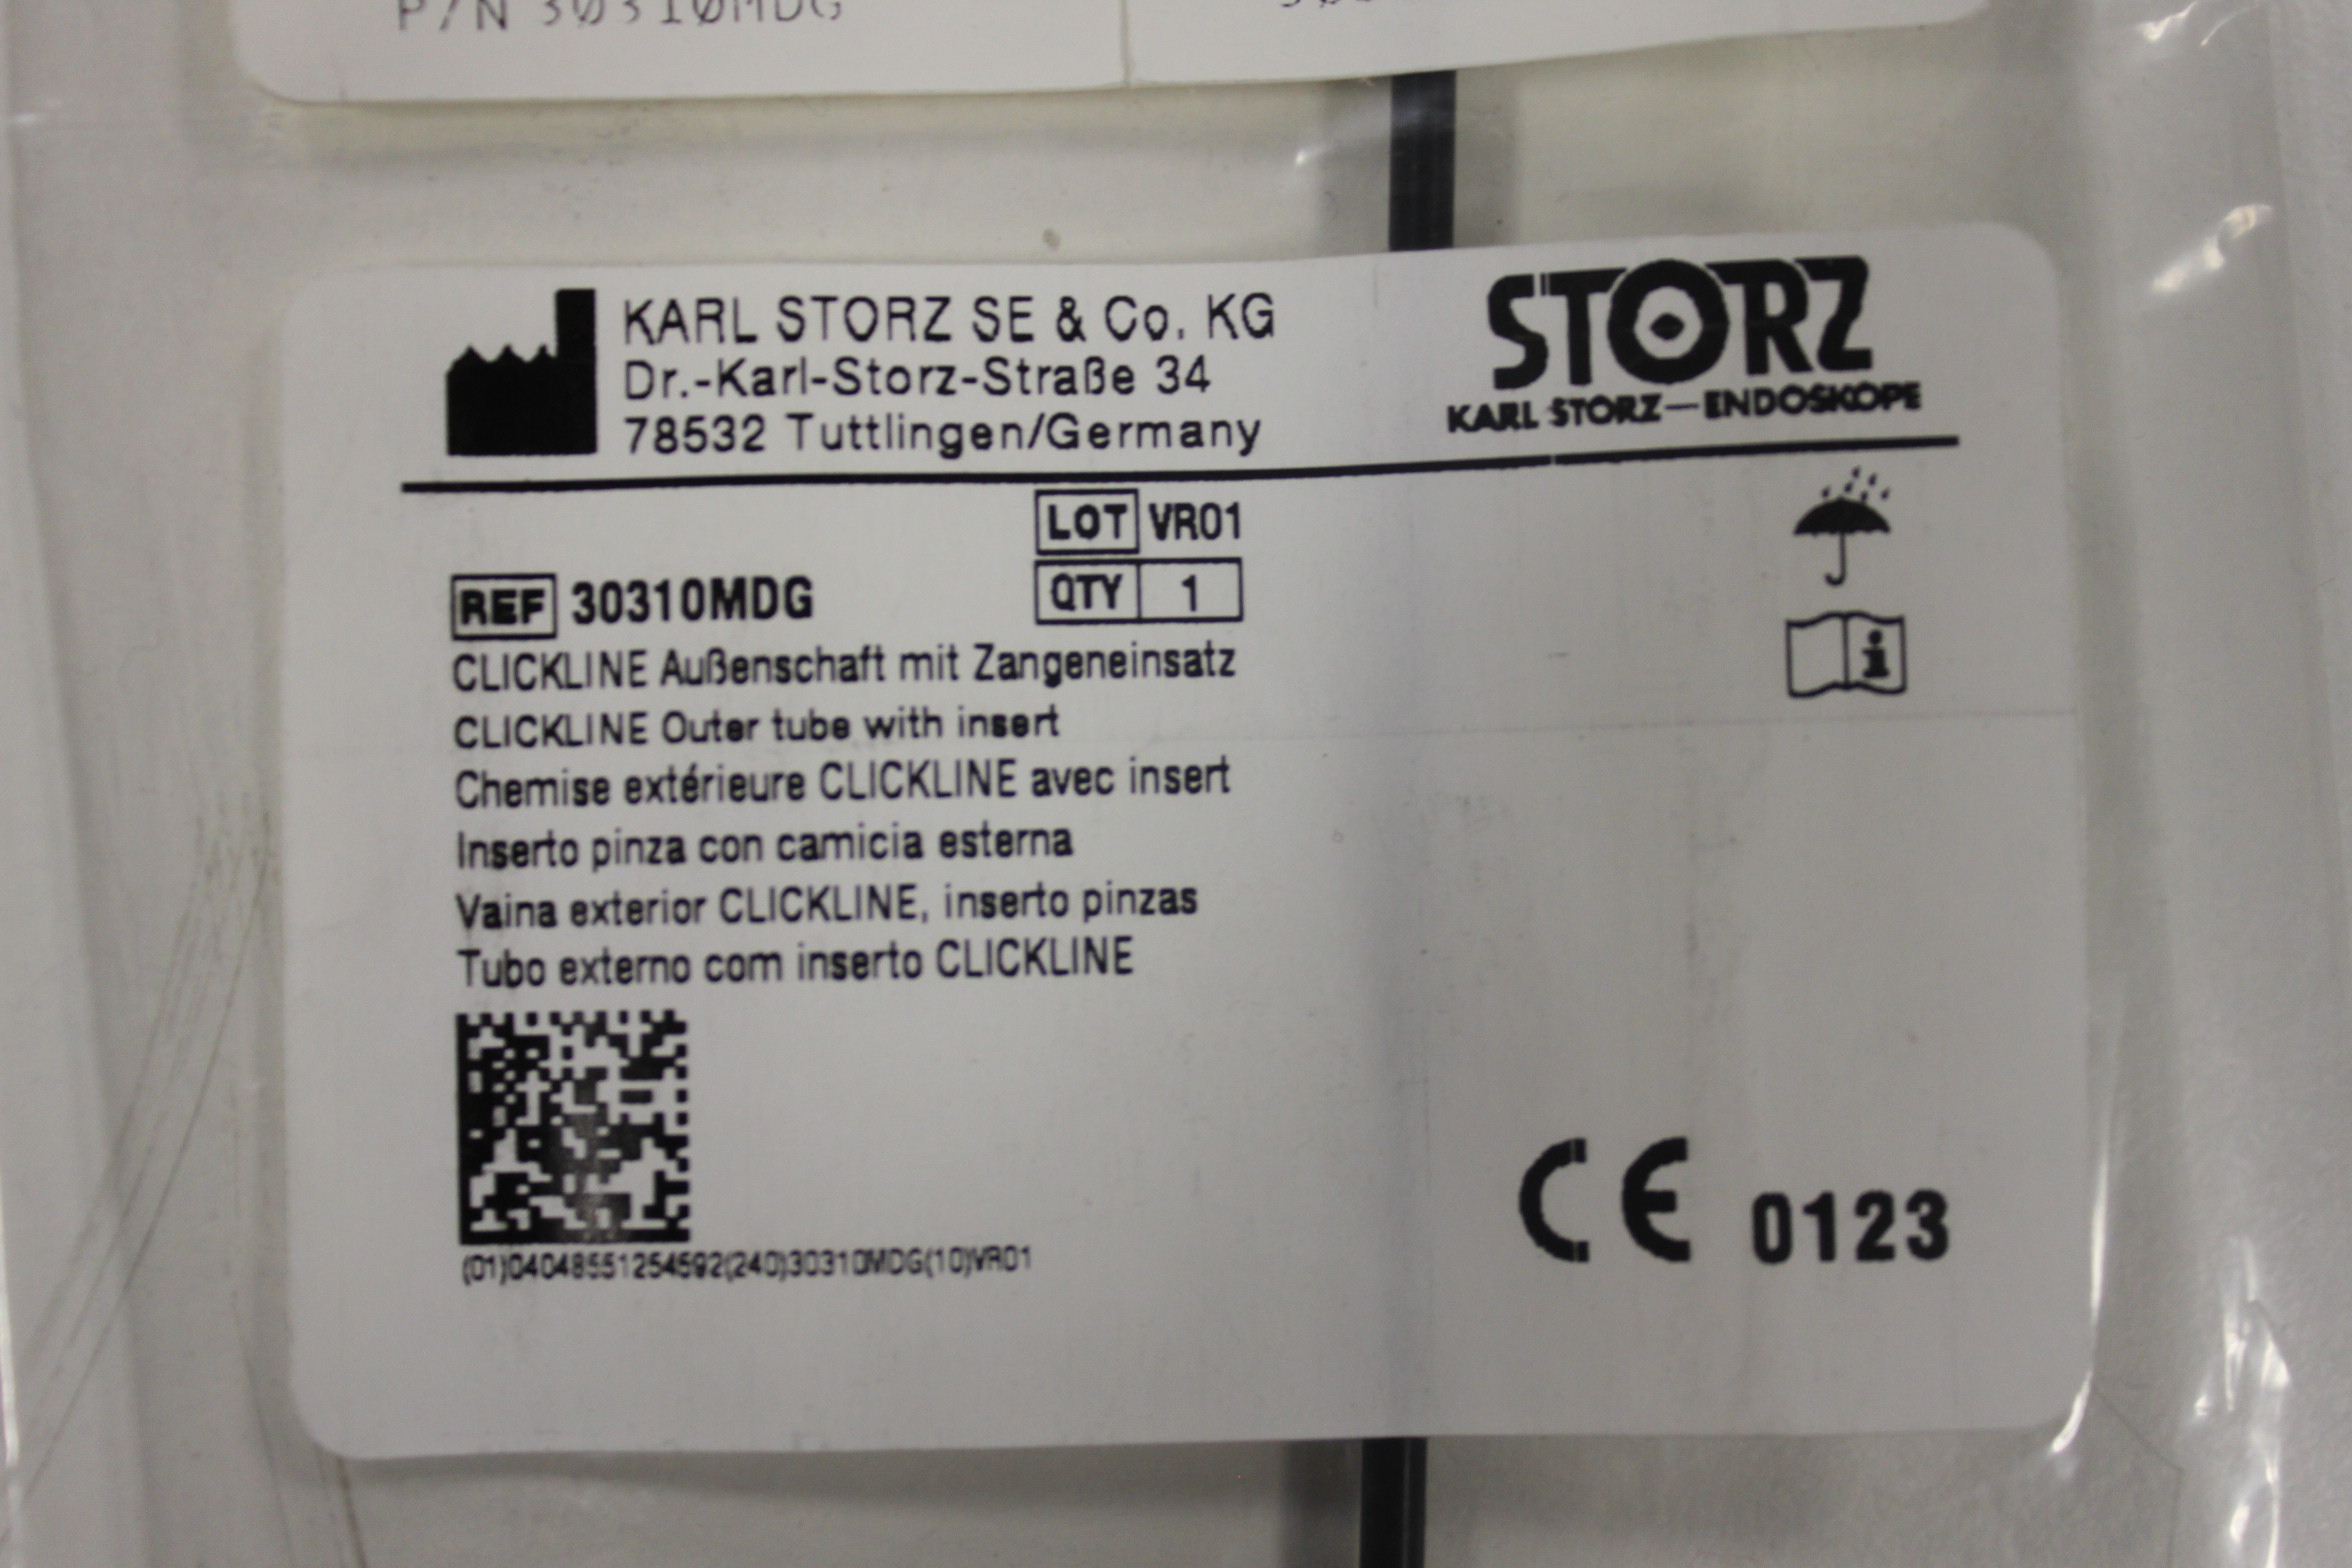 P/N 30310MDG
KARL STORZ SE & Co. KG
Dr.-Karl-Storz-Straße 34
78532 Tuttlingen/Germany
STORZ
KARL STORZ—ENDOSKOPE
LOT VR01
REF 30310MDG
QTY 1
CLICKLINE Außenschaft mit Zangeneinsatz
CLICKLINE Outer tube with insert
Chemise extérieure CLICKLINE avec insert
Inserto pinza con camicia esterna
Vaina exterior CLICKLINE, inserto pinzas
Tubo externo com inserto CLICKLINE
(01)04048551254592(240)30310MDG(10)VR01
CE 0123